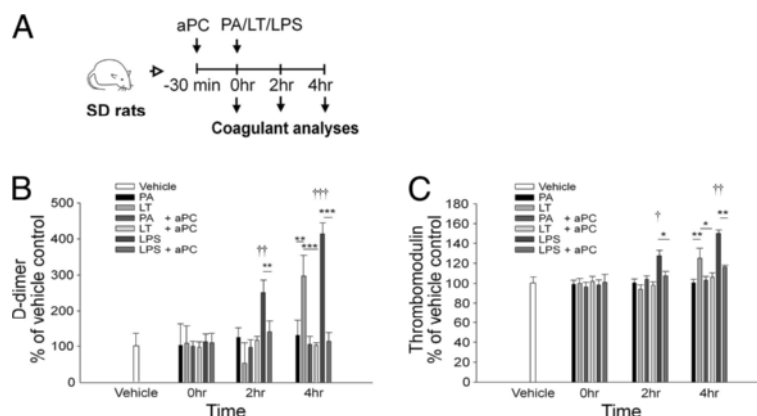 A
aPC PA/LT/LPS
-30 min 0hr 2hr 4hr
SD rats
Coagulant analyses
B
Vehicle
PA
LT
PA + aPC
LT + aPC
LPS
LPS + aPC
D-dimer
% of vehicle control
500
400
300
200
100
0
††
**
†††
** *** ***
Vehicle 0hr 2hr 4hr
Time
C
Vehicle
PA
LT
PA + aPC
LT + aPC
LPS
LPS + aPC
Thrombomodulin
% of vehicle control
180
160
140
120
100
80
60
40
20
0
†
*
††
** * **
Vehicle 0hr 2hr 4hr
Time